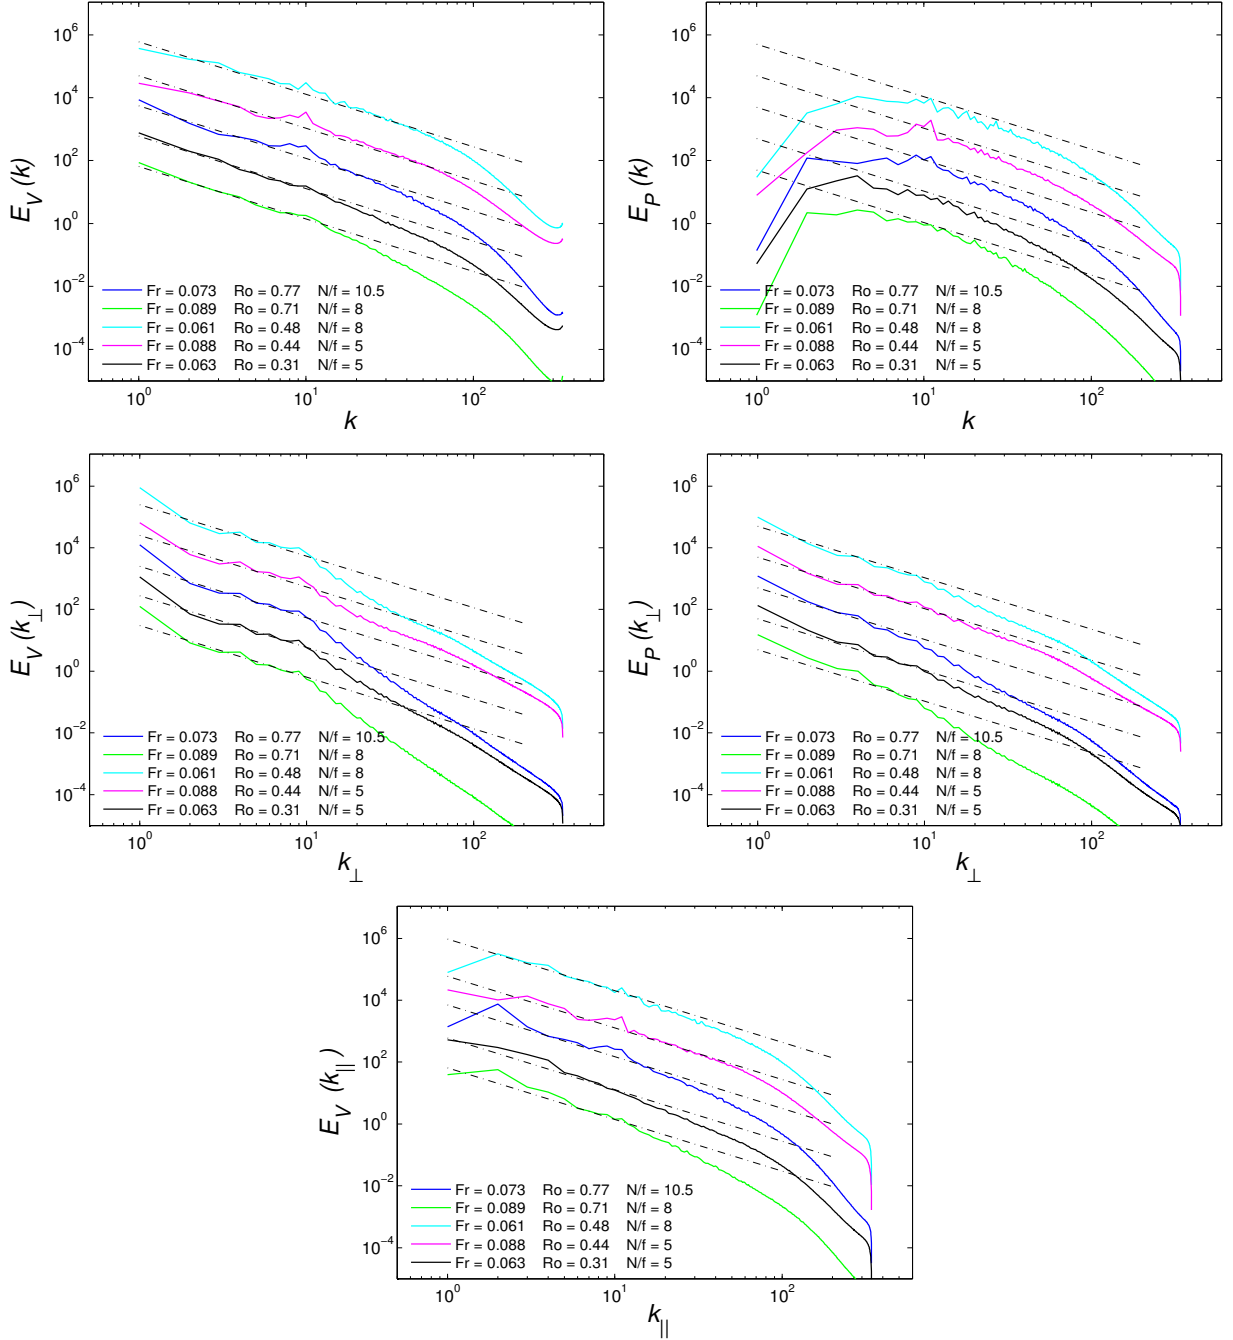 10^6
10^4
10^2
10^0
10^−2
10^−4
E_V (k)
Fr = 0.073 Ro = 0.77 N/f = 10.5
Fr = 0.089 Ro = 0.71 N/f = 8
Fr = 0.061 Ro = 0.48 N/f = 8
Fr = 0.088 Ro = 0.44 N/f = 5
Fr = 0.063 Ro = 0.31 N/f = 5
10^0 10^1 10^2
k
10^6
10^4
10^2
10^0
10^−2
10^−4
E_P (k)
Fr = 0.073 Ro = 0.77 N/f = 10.5
Fr = 0.089 Ro = 0.71 N/f = 8
Fr = 0.061 Ro = 0.48 N/f = 8
Fr = 0.088 Ro = 0.44 N/f = 5
Fr = 0.063 Ro = 0.31 N/f = 5
10^0 10^1 10^2
k
10^6
10^4
10^2
10^0
10^−2
10^−4
E_V (k_⊥)
Fr = 0.073 Ro = 0.77 N/f = 10.5
Fr = 0.089 Ro = 0.71 N/f = 8
Fr = 0.061 Ro = 0.48 N/f = 8
Fr = 0.088 Ro = 0.44 N/f = 5
Fr = 0.063 Ro = 0.31 N/f = 5
10^0 10^1 10^2
k_⊥
10^6
10^4
10^2
10^0
10^−2
10^−4
E_P (k_⊥)
Fr = 0.073 Ro = 0.77 N/f = 10.5
Fr = 0.089 Ro = 0.71 N/f = 8
Fr = 0.061 Ro = 0.48 N/f = 8
Fr = 0.088 Ro = 0.44 N/f = 5
Fr = 0.063 Ro = 0.31 N/f = 5
10^0 10^1 10^2
k_⊥
10^6
10^4
10^2
10^0
10^−2
10^−4
E_V (k_||)
Fr = 0.073 Ro = 0.77 N/f = 10.5
Fr = 0.089 Ro = 0.71 N/f = 8
Fr = 0.061 Ro = 0.48 N/f = 8
Fr = 0.088 Ro = 0.44 N/f = 5
Fr = 0.063 Ro = 0.31 N/f = 5
10^0 10^1 10^2
k_||